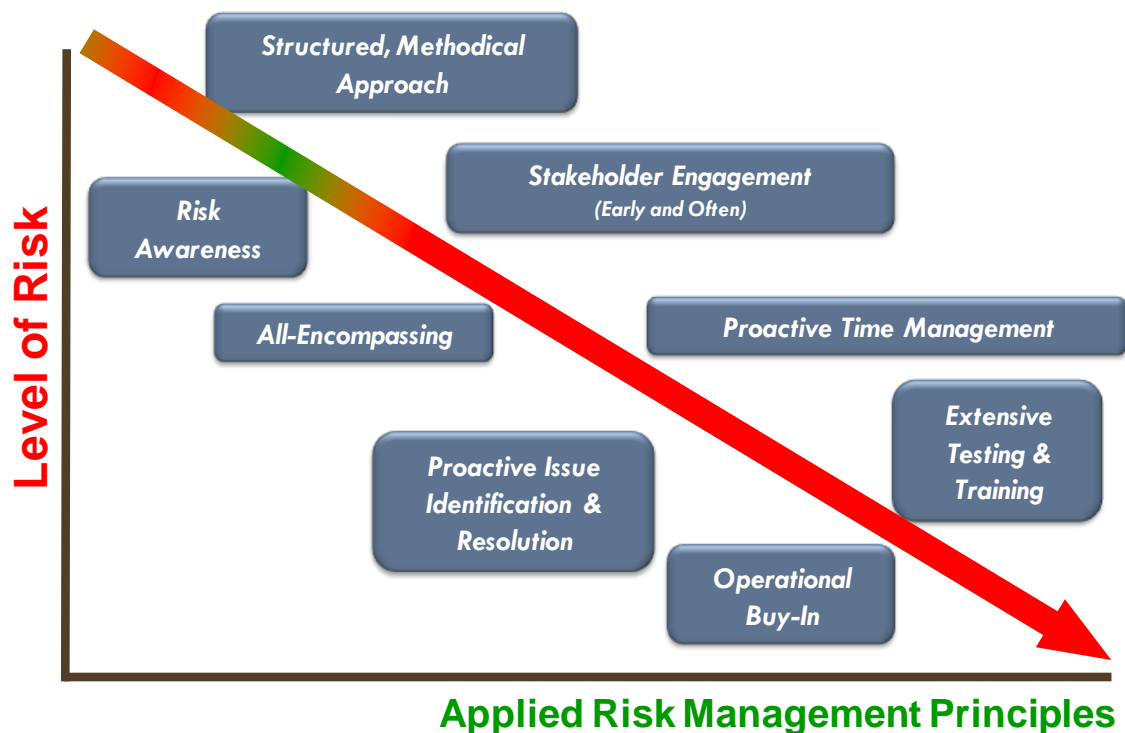 Structured, Methodical
Approach
Stakeholder Engagement
(Early and Often)
Risk
Awareness
Level of Risk
All-Encompassing
Proactive Time Management
Extensive
Testing &
Training
Proactive Issue
Identification &
Resolution
Operational
Buy-In
Applied Risk Management Principles